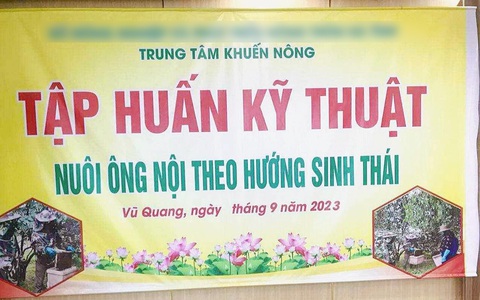 TRUNG TÂM KHUẾN NÔNG
TẬP HUẤN KỸ THUẬT
NUÔI ÔNG NỘI THEO HƯỚNG SINH THÁI
Vũ Quang, ngày tháng 9 năm 2023